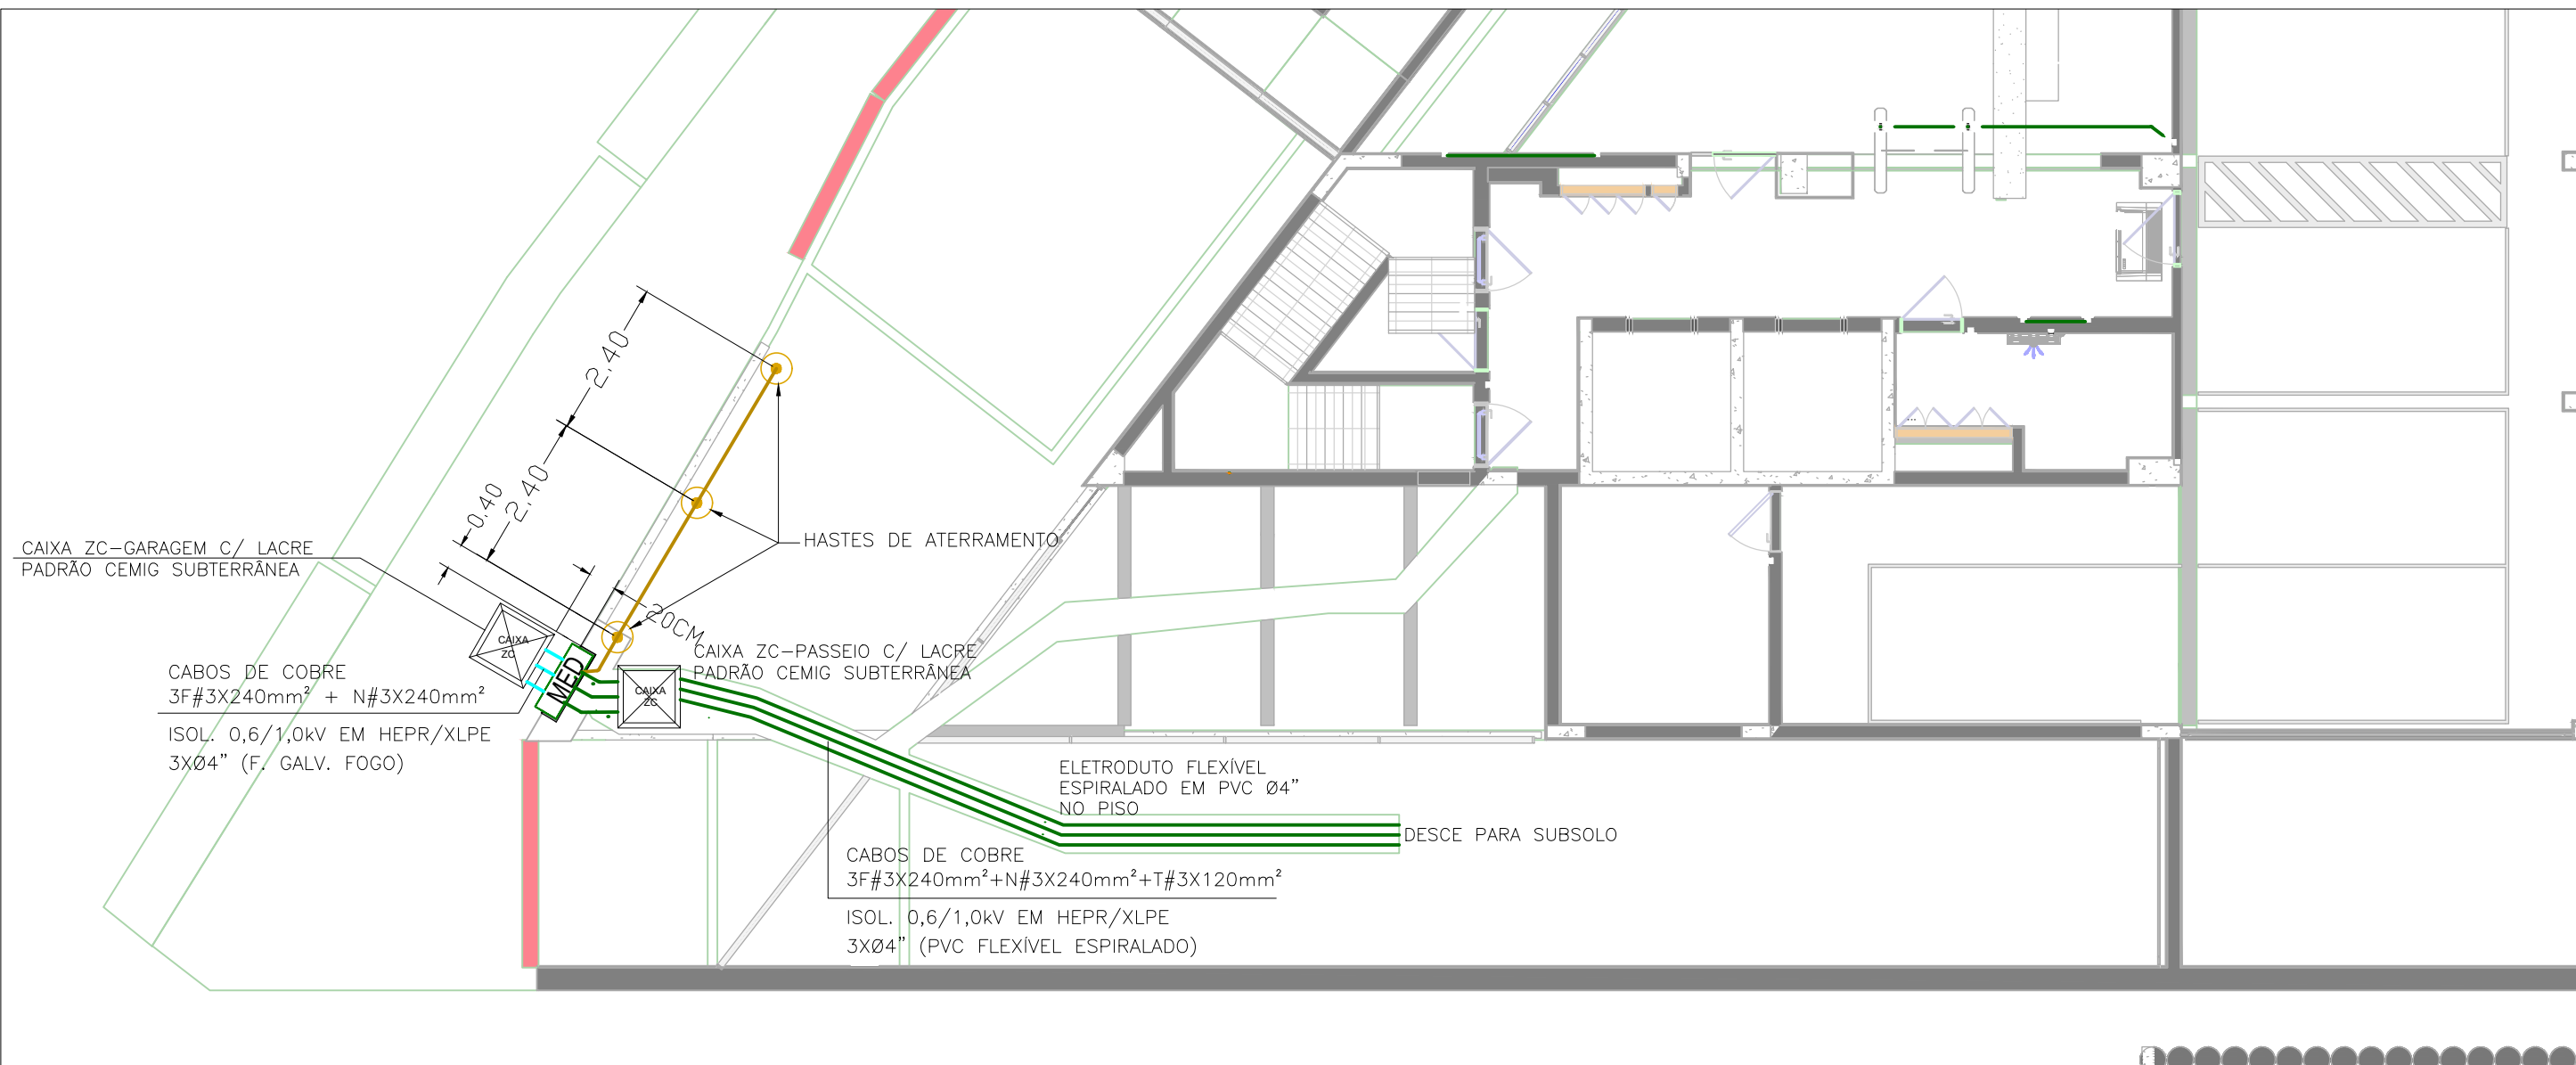 2.40
2.40
0.40
20CM
HASTES DE ATERRAMENTO
CAIXA ZC-GARAGEM C/ LACRE
PADRÃO CEMIG SUBTERRÂNEA
CAIXA
ZC
MED
CAIXA ZC-PASSEIO C/ LACRE
PADRÃO CEMIG SUBTERRÂNEA
CAIXA
ZC
CABOS DE COBRE
3F#3X240mm² + N#3X240mm²
ISOL. 0,6/1,0kV EM HEPR/XLPE
3XØ4" (F. GALV. FOGO)
ELETRODUTO FLEXÍVEL
ESPIRALADO EM PVC Ø4"
NO PISO
DESCE PARA SUBSOLO
CABOS DE COBRE
3F#3X240mm²+N#3X240mm²+T#3X120mm²
ISOL. 0,6/1,0kV EM HEPR/XLPE
3XØ4" (PVC FLEXÍVEL ESPIRALADO)